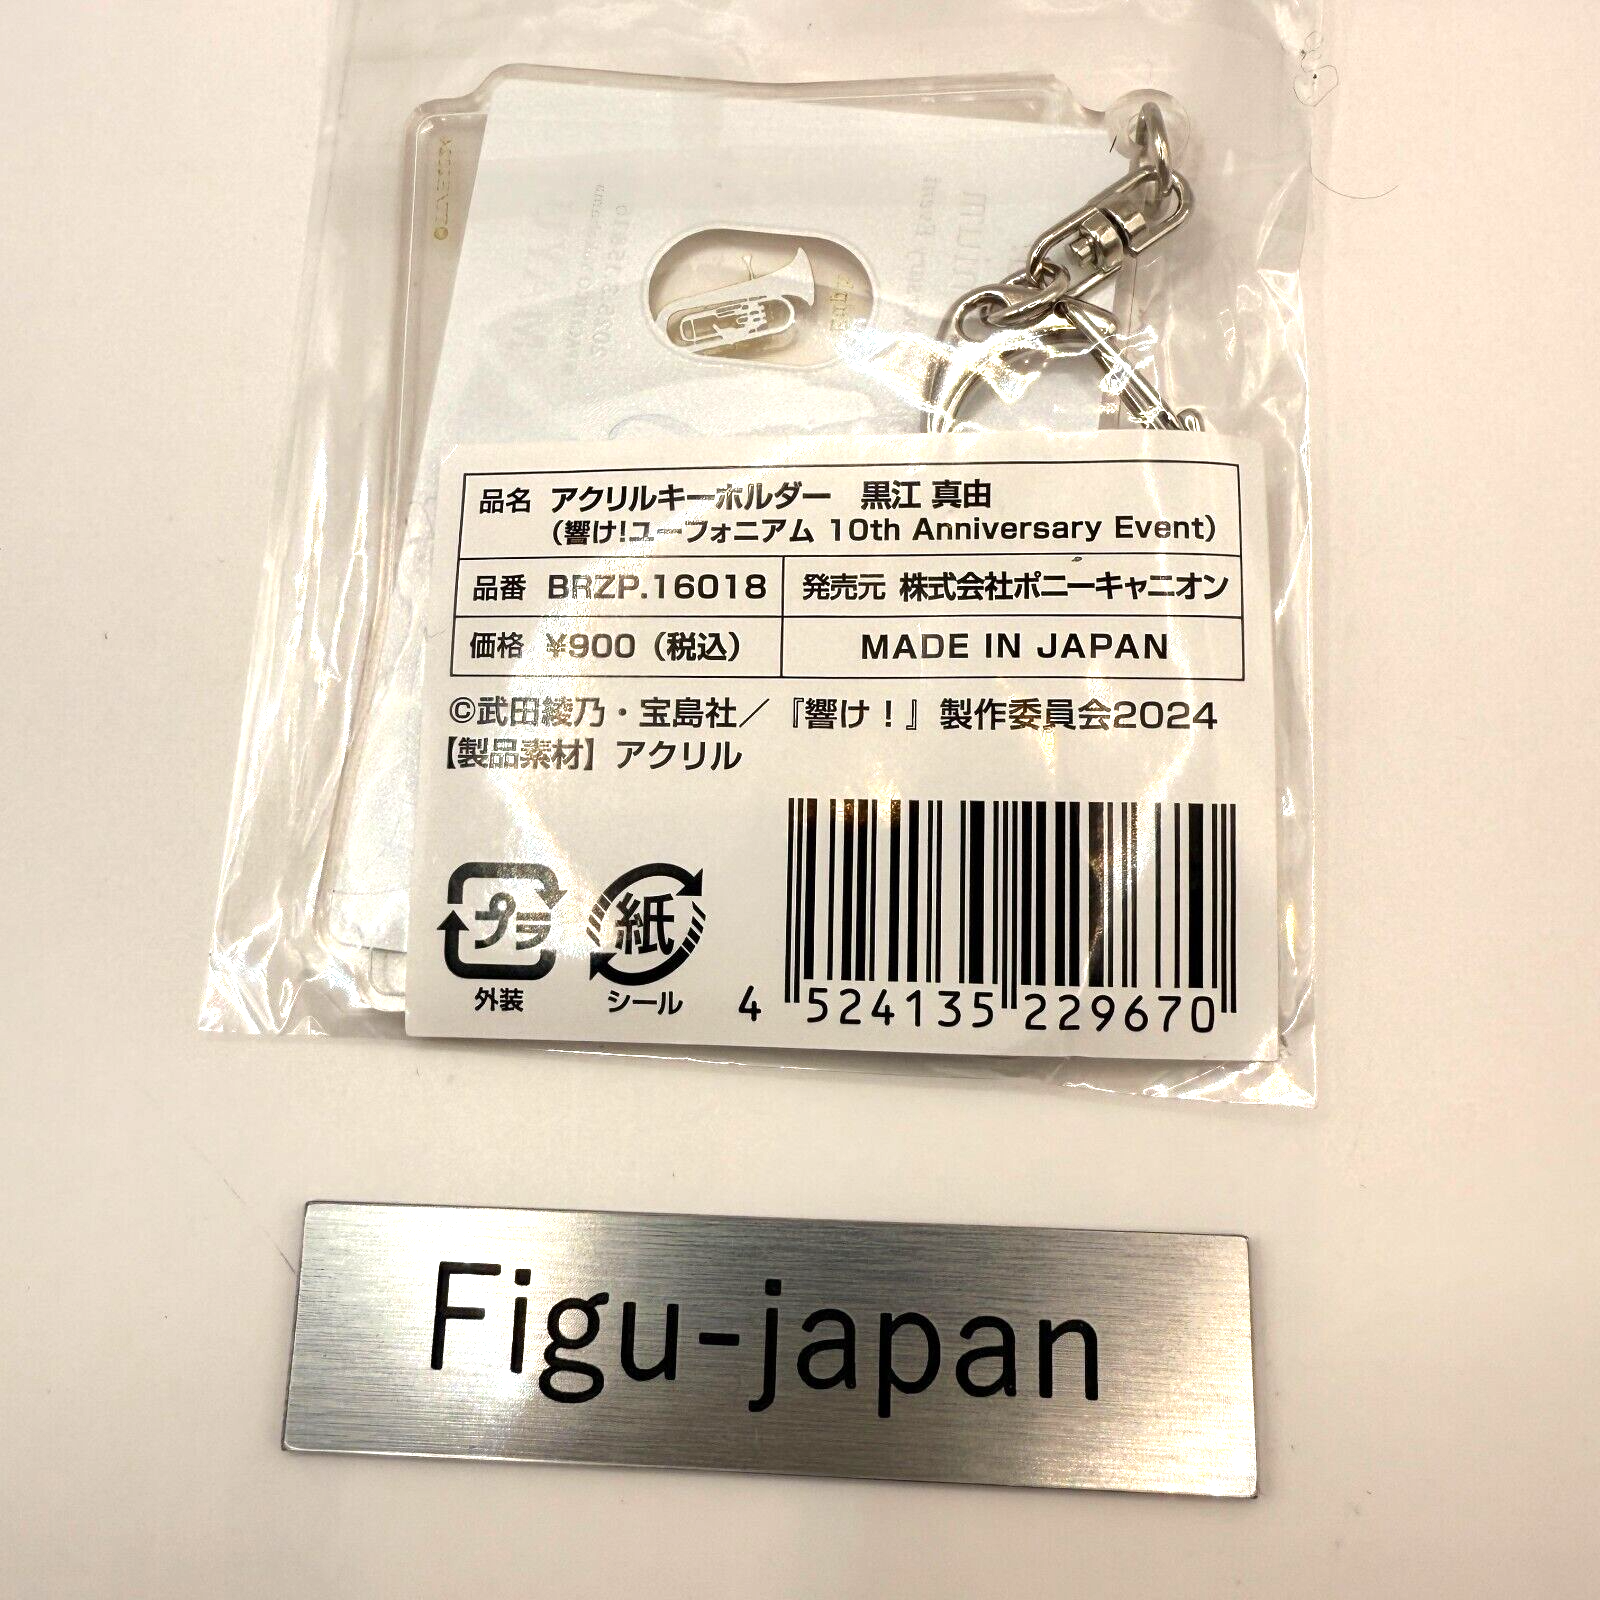 品名 アクリルキーホルダー 黒江 真由
(響け!ユーフォニアム 10th Anniversary Event)
品番 BRZP.16018 発売元 株式会社ポニーキャニオン
価格 ¥900 (税込) MADE IN JAPAN
©武田綾乃・宝島社／『響け！』製作委員会2024
【製品素材】アクリル
プラ
外装
紙
シール
4 524135 229670
Figu-japan